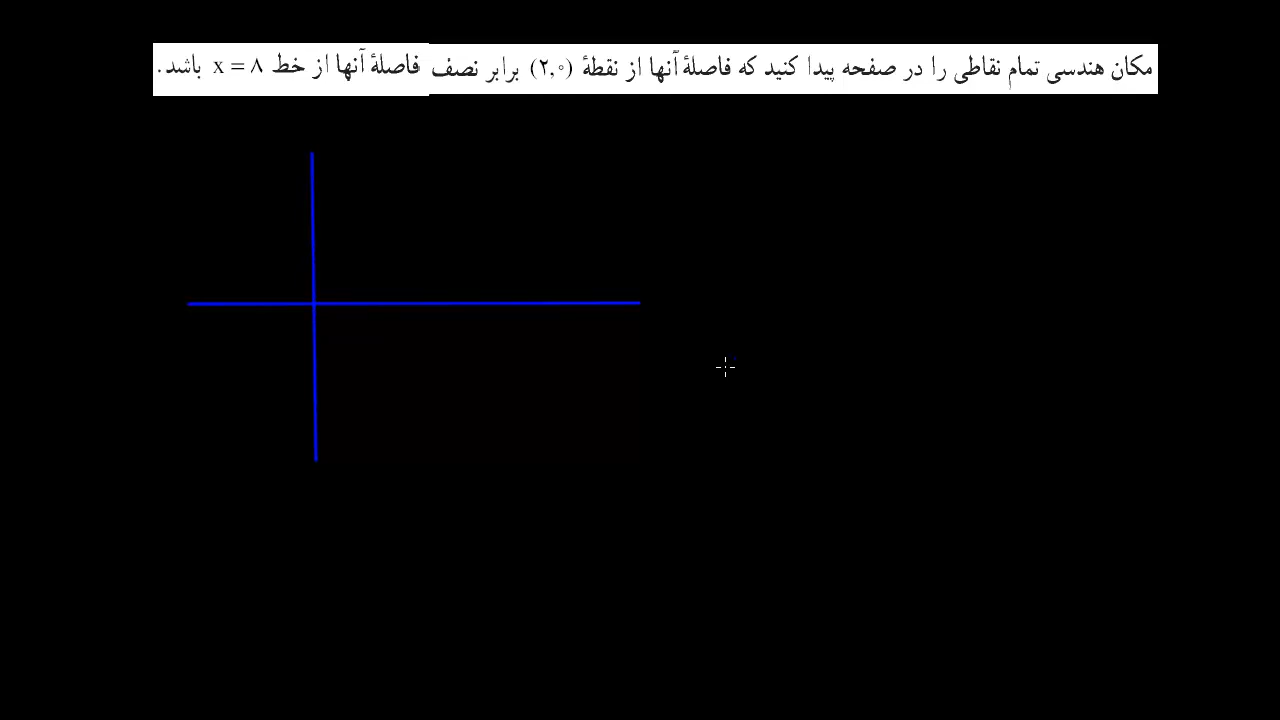 مکان هندسی تمام نقاطی را در صفحه پیدا کنید که فاصلهٔ آنها از نقطهٔ (۲,۰) برابر نصف فاصلهٔ آنها از خط x = ۸ باشد.